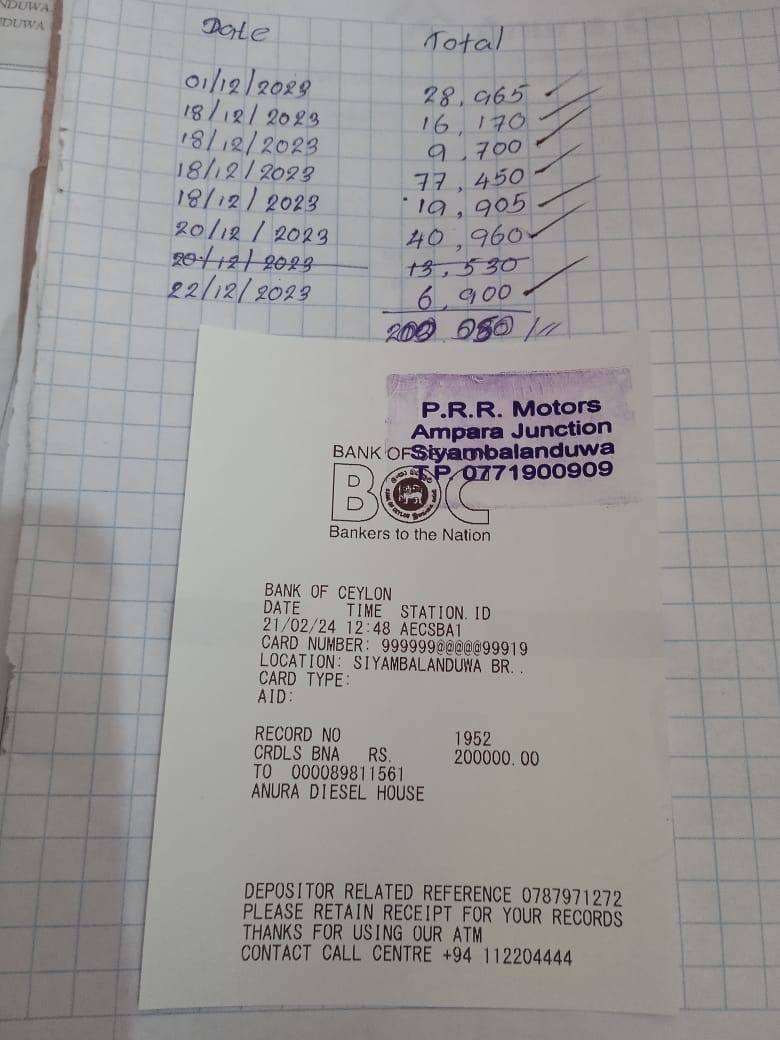 NDUWA.
DUWA
Date Total
01/12/2023 28,965
18/12/2023 16,170
18/12/2023 9,700
18/12/2023 77,450
18/12/2023 19,905
20/12/2023 40,960
20/12/2023 13,530
22/12/2023 6,900
200 050/
P.R.R. Motors
Ampara Junction
Siyambalanduwa
T.P. 0771900909
BANK OF
BOC
Bankers to the Nation
BANK OF CEYLON
DATE TIME STATION.ID
21/02/24 12:48 AECSBA1
CARD NUMBER: 999999@@@@@99919
LOCATION: SIYAMBALANDUWA BR..
CARD TYPE:
AID:
RECORD NO 1952
CRDLS BNA RS. 200000.00
TO 000089811561
ANURA DIESEL HOUSE
DEPOSITOR RELATED REFERENCE 0787971272
PLEASE RETAIN RECEIPT FOR YOUR RECORDS
THANKS FOR USING OUR ATM
CONTACT CALL CENTRE +94 112204444